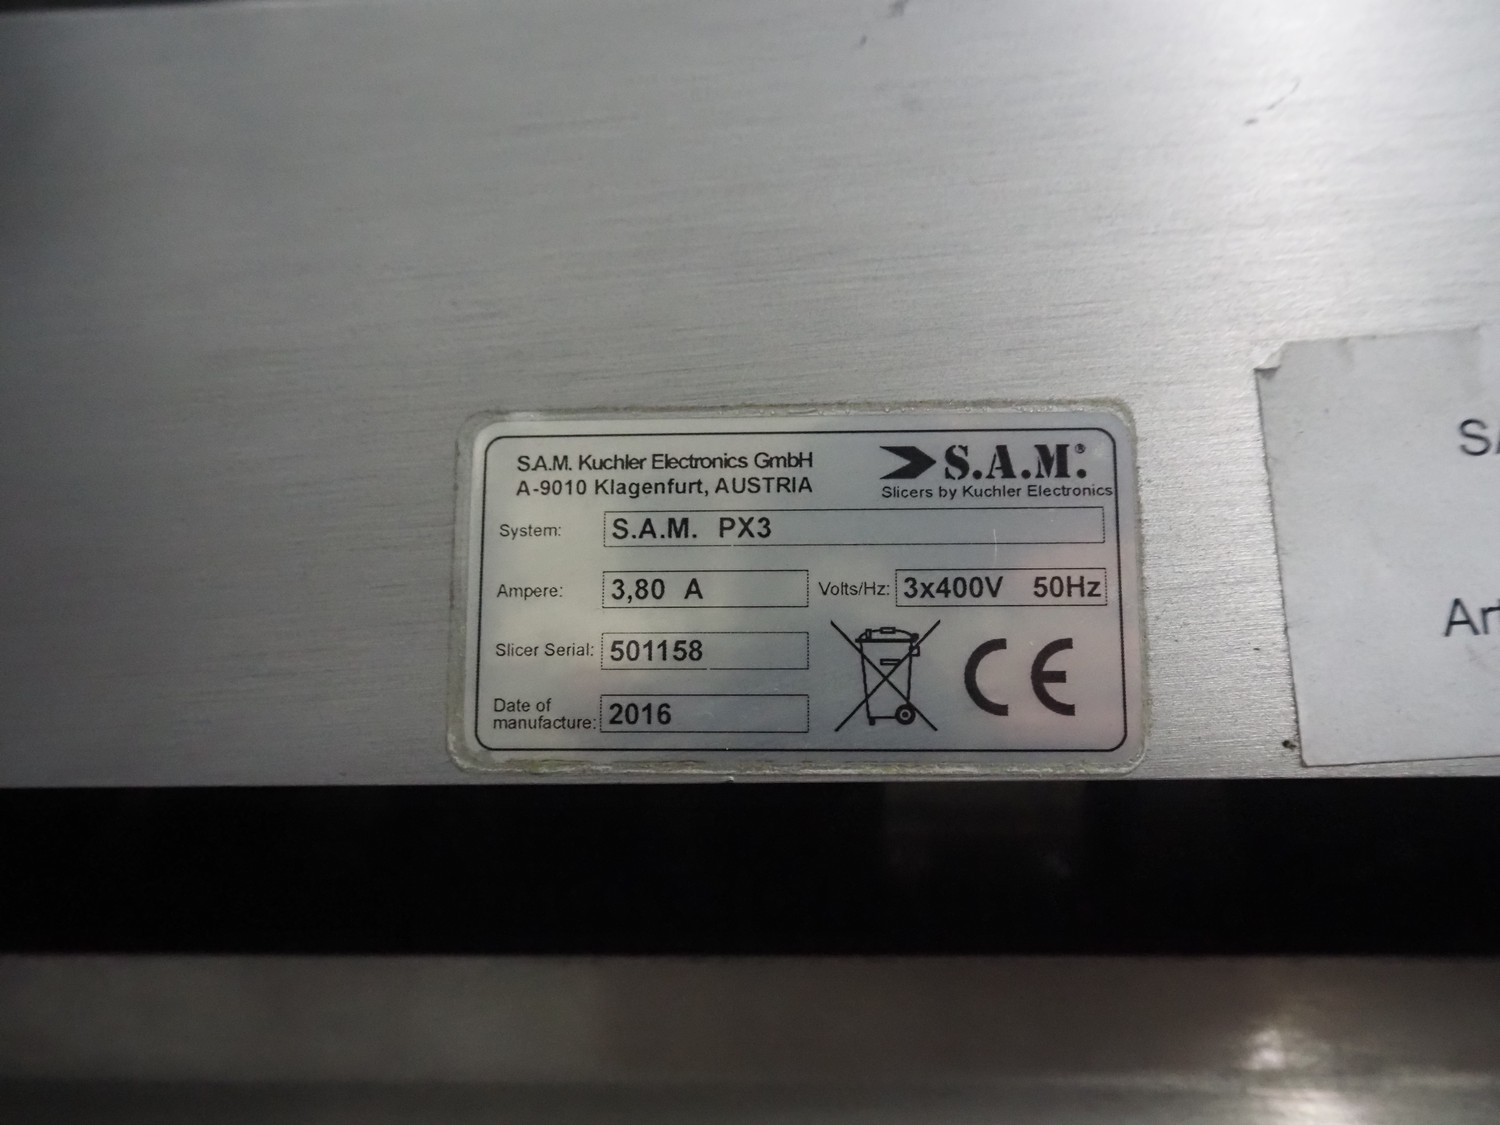 S.A.M. Kuchler Electronics GmbH
A-9010 Klagenfurt, AUSTRIA
S.A.M.®
Slicers by Kuchler Electronics
System: S.A.M. PX3
Ampere: 3,80 A Volts/Hz: 3x400V 50Hz
Slicer Serial: 501158
Date of
manufacture: 2016
CE